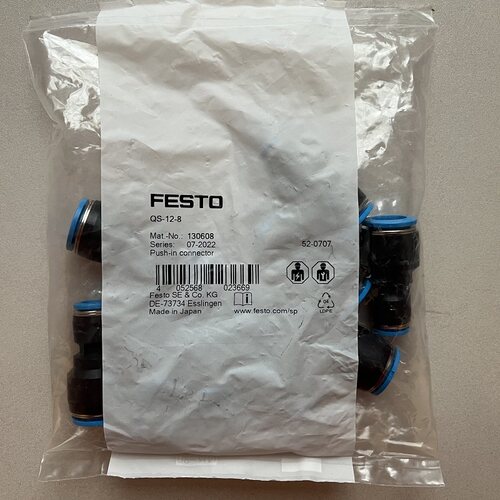 FESTO
QS-12-8
Mat.-No.: 130608
Series: 07-2022 52-0707
Push-in connector
4 052568 023669
Festo SE & Co. KG
DE-73734 Esslingen
Made in Japan www.festo.com/sp
04
LDPE